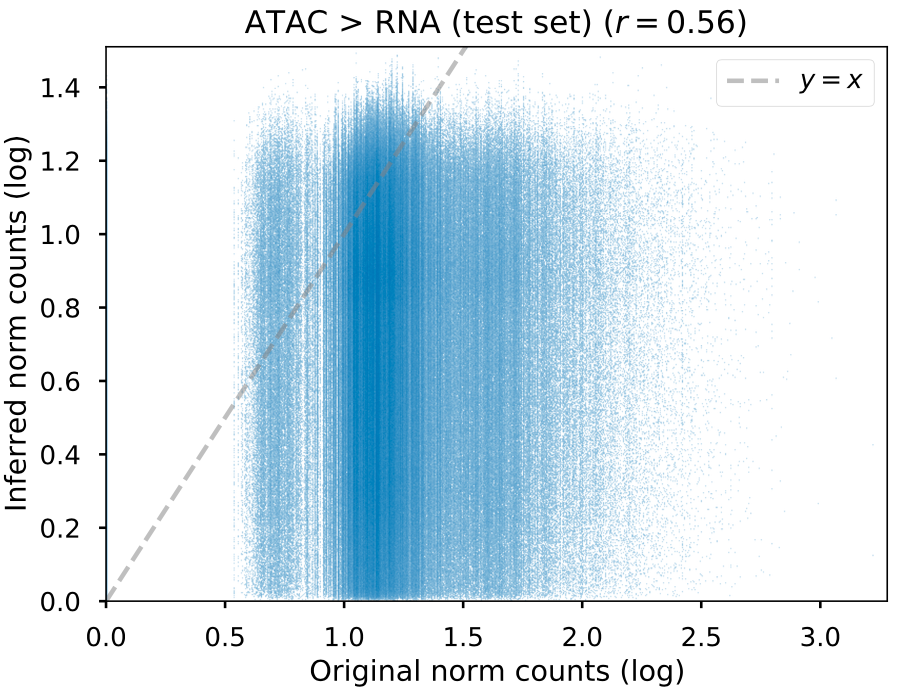 ATAC > RNA (test set) (r = 0.56)
y = x
Inferred norm counts (log)
1.4
1.2
1.0
0.8
0.6
0.4
0.2
0.0
0.0 0.5 1.0 1.5 2.0 2.5 3.0
Original norm counts (log)